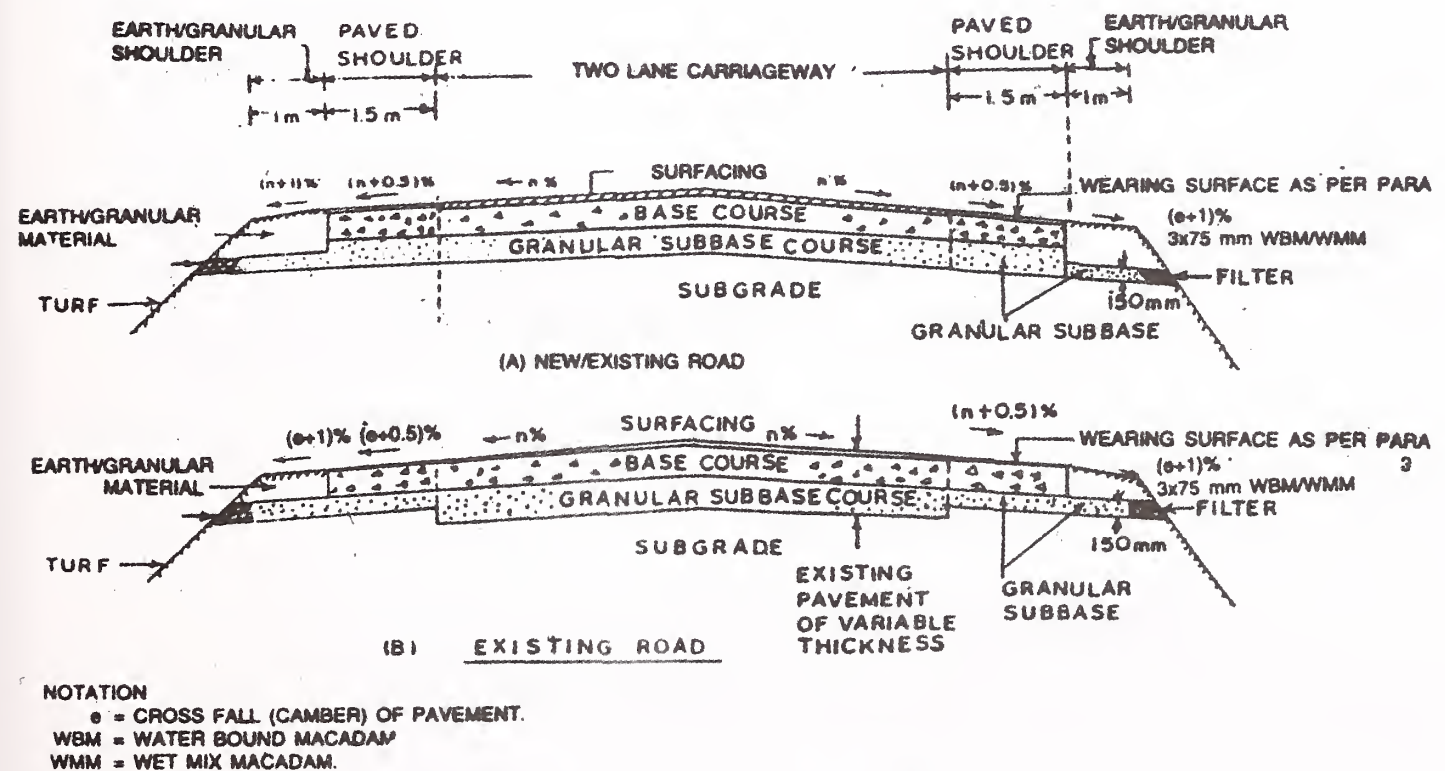 EARTH/GRANULAR
SHOULDER
PAVED
SHOULDER
TWO LANE CARRIAGEWAY
PAVED
SHOULDER
EARTH/GRANULAR
SHOULDER
1m
1.5 m
1.5 m
1m
(n+1)%
(n+0.5)%
n%
SURFACING
n%
(n+0.5)%
WEARING SURFACE AS PER PARA
(e+1)%
3x75 mm WBM/WMM
EARTH/GRANULAR
MATERIAL
BASE COURSE
GRANULAR SUBBASE COURSE
FILTER
TURF
SUBGRADE
150mm
GRANULAR SUBBASE
(A) NEW/EXISTING ROAD
(e+1)%
(e+0.5)%
n%
SURFACING
n%
(n+0.5)%
WEARING SURFACE AS PER PARA
3
(e+1)%
3x75 mm WBM/WMM
EARTH/GRANULAR
MATERIAL
BASE COURSE
GRANULAR SUBBASE COURSE
FILTER
TURF
SUBGRADE
150mm
EXISTING
PAVEMENT
OF VARIABLE
THICKNESS
GRANULAR
SUBBASE
(B) EXISTING ROAD
NOTATION
e = CROSS FALL (CAMBER) OF PAVEMENT.
WBM = WATER BOUND MACADAM
WMM = WET MIX MACADAM.